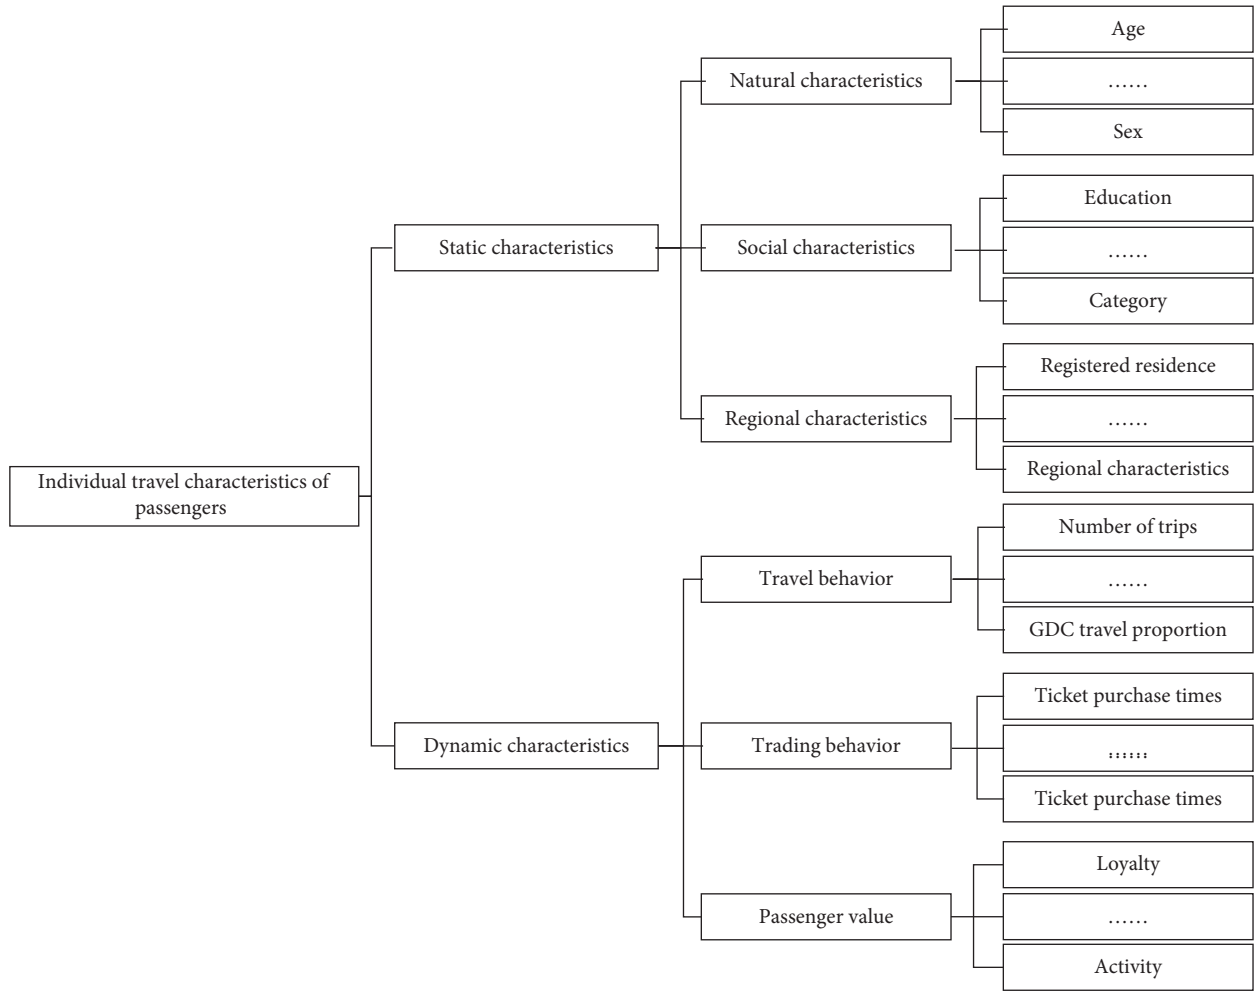 Individual travel characteristics of
passengers
Static characteristics
Natural characteristics
Age
......
Sex
Social characteristics
Education
......
Category
Regional characteristics
Registered residence
......
Regional characteristics
Dynamic characteristics
Travel behavior
Number of trips
......
GDC travel proportion
Trading behavior
Ticket purchase times
......
Ticket purchase times
Passenger value
Loyalty
......
Activity